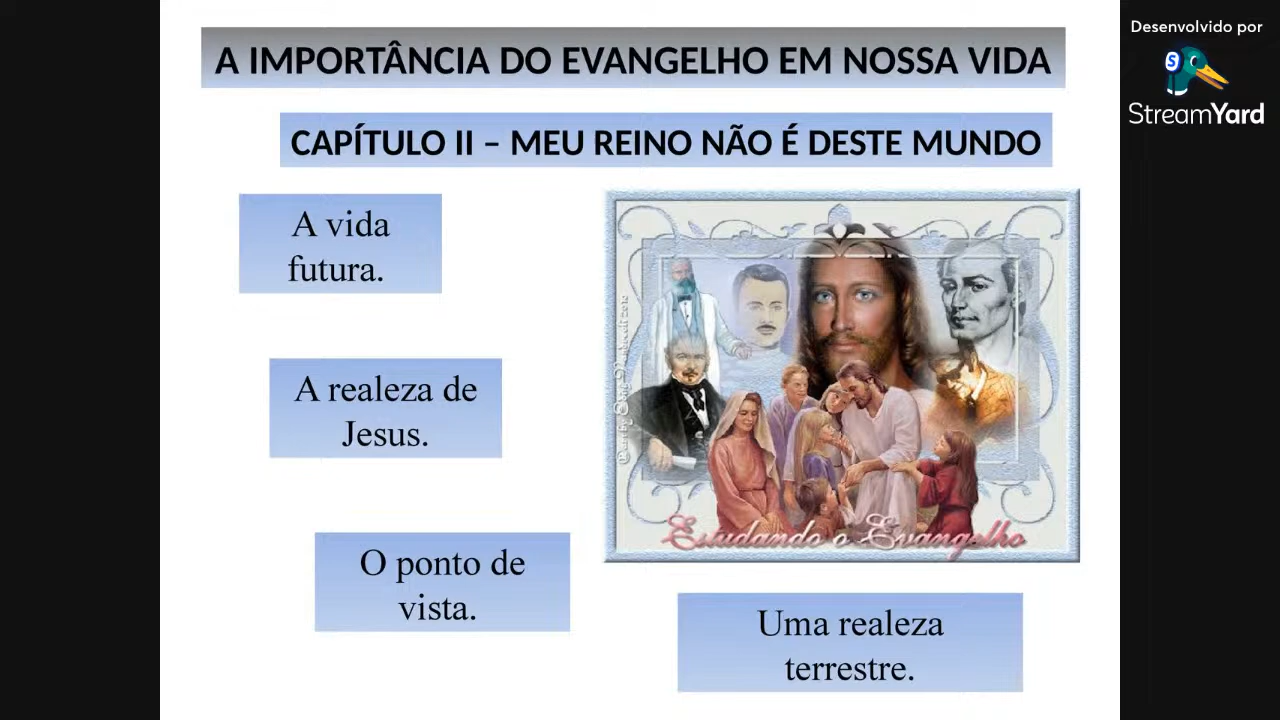 A IMPORTÂNCIA DO EVANGELHO EM NOSSA VIDA
CAPÍTULO II – MEU REINO NÃO É DESTE MUNDO
A vida
futura.
A realeza de
Jesus.
O ponto de
vista.
Uma realeza
terrestre.
Estudando o Evangelho
Desenvolvido por
StreamYard